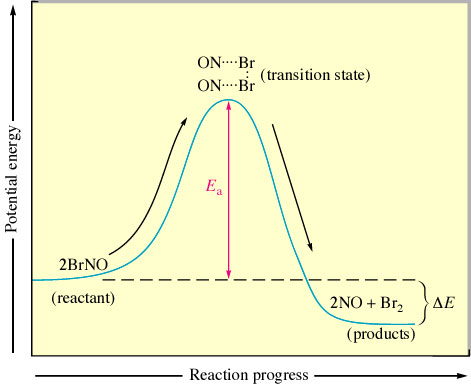 ON····Br
ON····Br (transition state)
Potential energy
Eₐ
2BrNO
(reactant)
2NO + Br₂
(products)
ΔE
Reaction progress